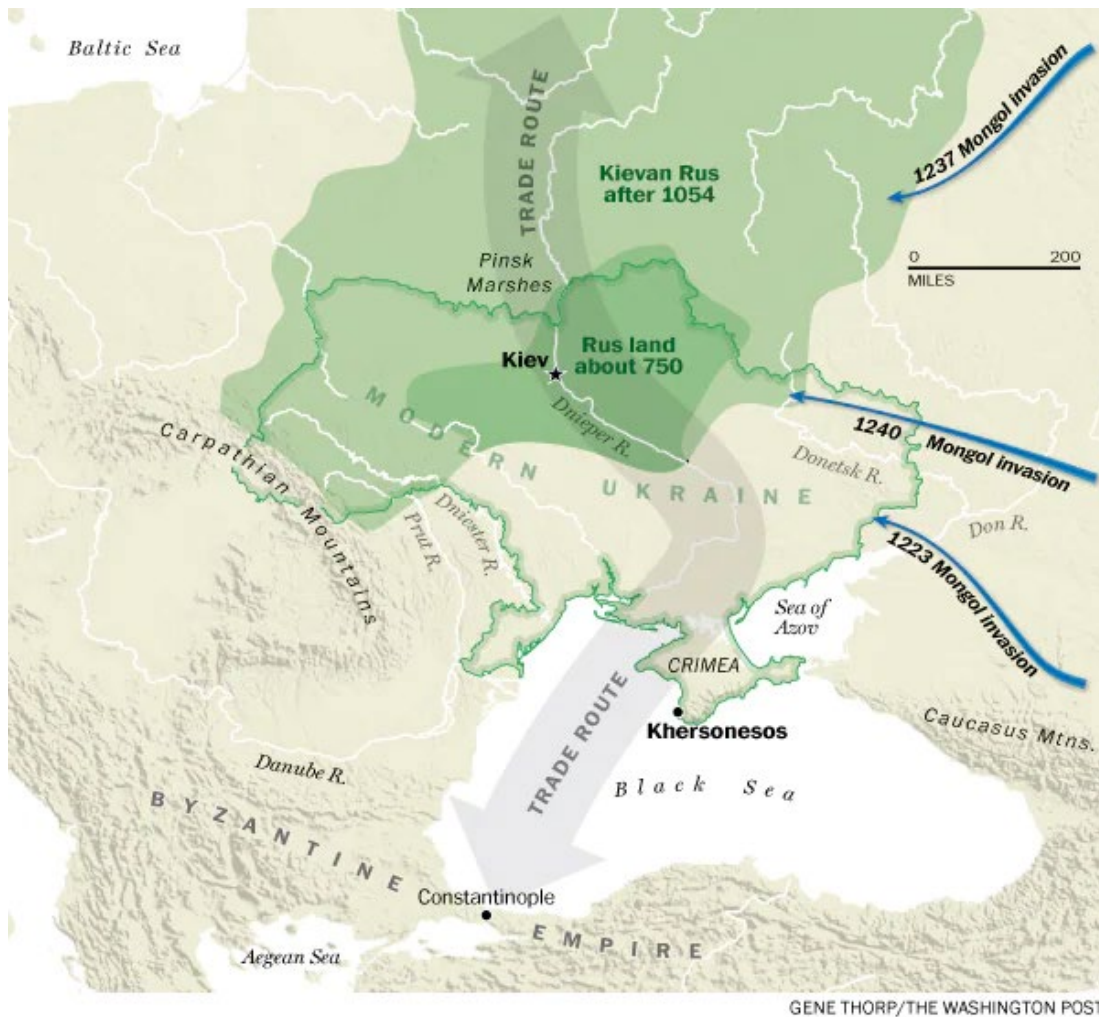 Baltic Sea
TRADE ROUTE
1237 Mongol invasion
Kievan Rus
after 1054
0 200
MILES
Pinsk
Marshes
Kiev
Rus land
about 750
Dnieper R.
MODERN UKRAINE
1240 Mongol invasion
Donetsk R.
Carpathian Mountains
Prut R.
Dniester R.
Don R.
1223 Mongol invasion
Sea of
Azov
CRIMEA
TRADE ROUTE
Khersonesos
Caucasus Mtns.
Danube R.
Black Sea
BYZANTINE EMPIRE
Constantinople
Aegean Sea
GENE THORP/THE WASHINGTON POST